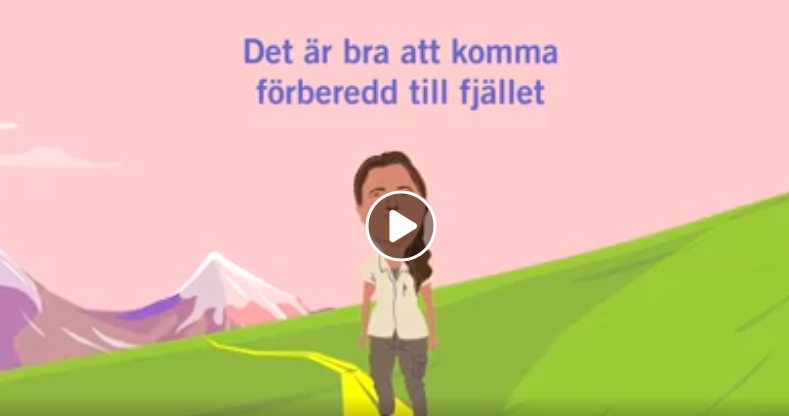 Det är bra att komma
förberedd till fjället